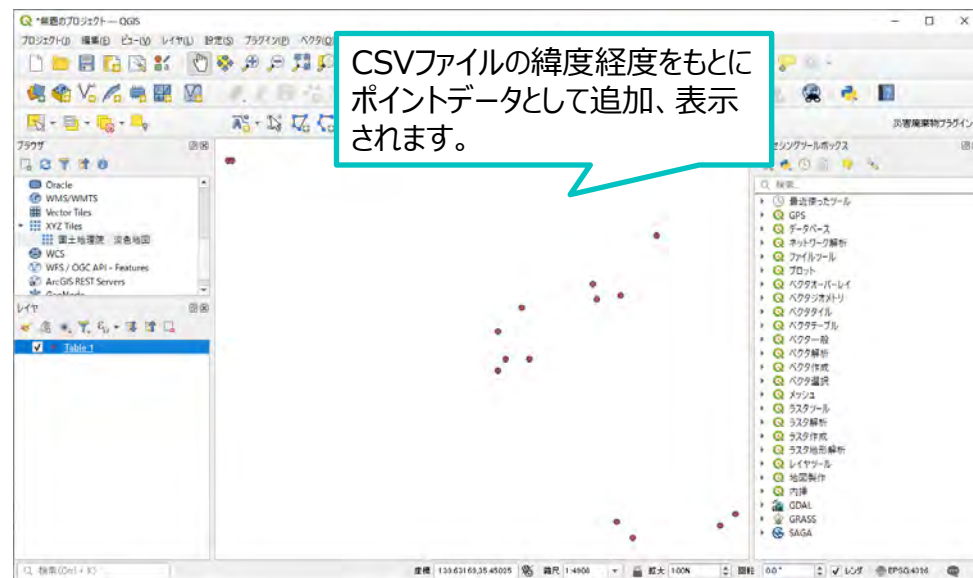 *無題のプロジェクト — QGIS
プロジェクト(J) 編集(E) ビュー(V) レイヤ(L) 設定(S) プラグイン(P) ベクタ(O)
CSVファイルの緯度経度をもとに
ポイントデータとして追加、表示
されます。
災害廃棄物プラグイン
ブラウザ
Oracle
WMS/WMTS
Vector Tiles
XYZ Tiles
国土地理院 淡色地図
WCS
WFS / OGC API - Features
ArcGIS REST Servers
GeoNode
レイヤ
Table 1
セシングツールボックス
検索...
最近使ったツール
GPS
データベース
ネットワーク解析
ファイルツール
プロット
ベクタオーバーレイ
ベクタジオメトリ
ベクタタイル
ベクタテーブル
ベクタ一般
ベクタ解析
ベクタ作成
ベクタ選択
メッシュ
ラスタツール
ラスタ解析
ラスタ作成
ラスタ地形解析
レイヤツール
地図製作
内挿
GDAL
GRASS
SAGA
検索(Ctrl + K)
座標
縮尺 1:4906
拡大 100%
回転 0.0°
レンダ
EPSG:4326